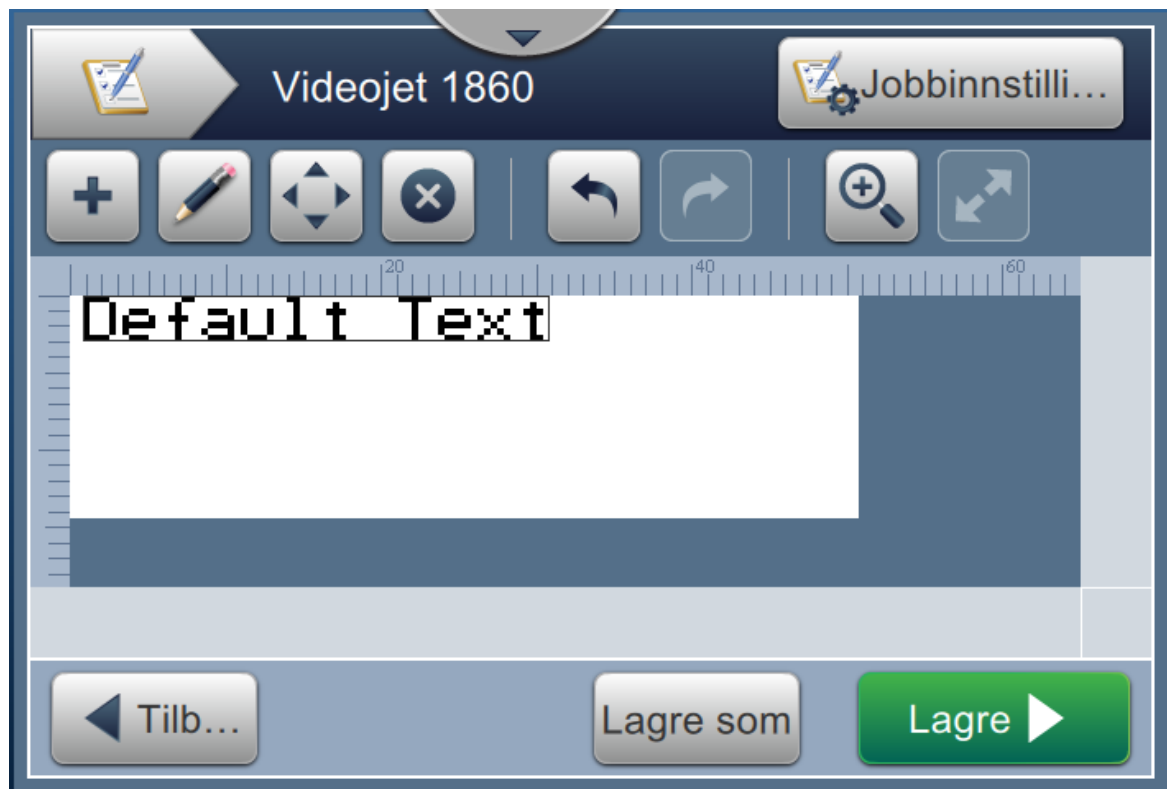 Videojet 1860
Jobbinnstilli...
20 40 60
Default Text
Tilb...
Lagre som
Lagre